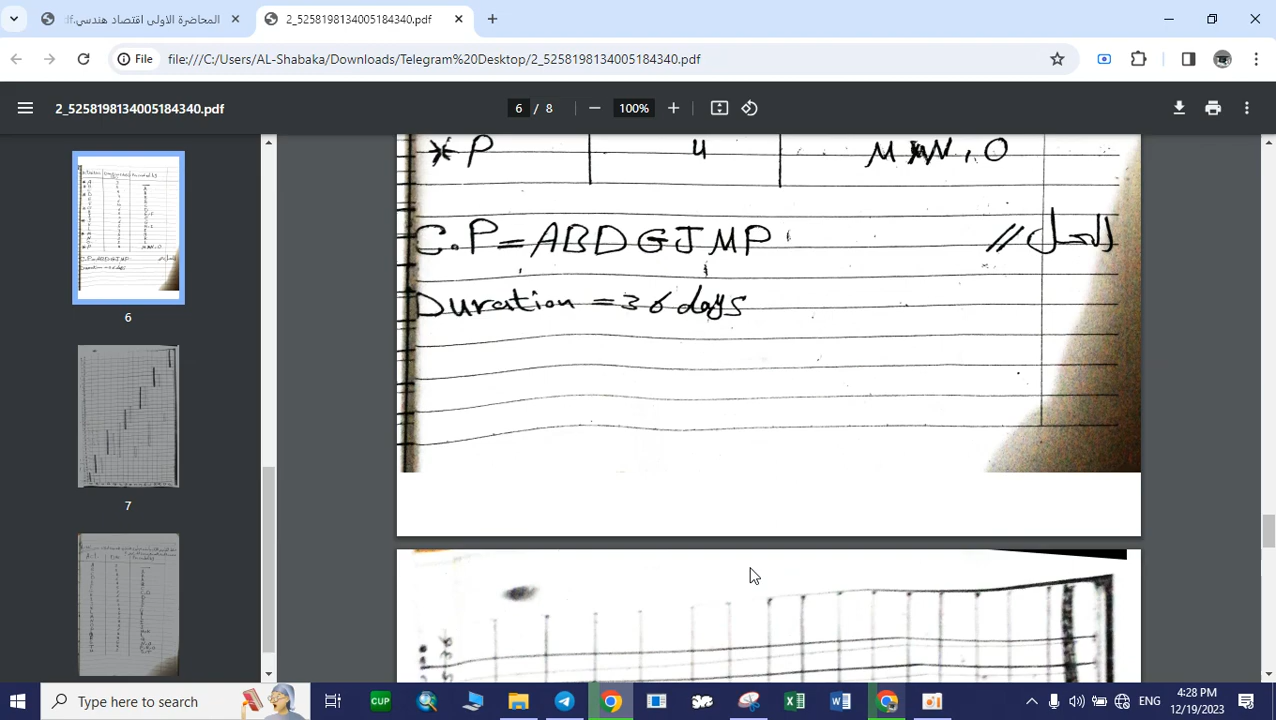 المحاضرة الاولى اقتصاد هندسي.df
2_5258198134005184340.pdf
File
file:///C:/Users/AL-Shabaka/Downloads/Telegram%20Desktop/2_5258198134005184340.pdf
2_5258198134005184340.pdf
6 / 8
100%
* P
4
M, N, O
C.P = ABDGJMP
الحل //
Duration = 36 days
6
7
Type here to search
CUP
ENG
4:28 PM
12/19/2023